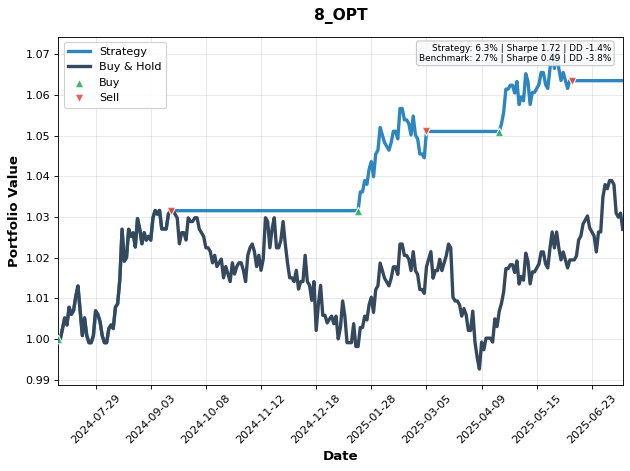 8_OPT
Strategy
Buy & Hold
Buy
Sell
Strategy: 6.3% | Sharpe 1.72 | DD -1.4%
Benchmark: 2.7% | Sharpe 0.49 | DD -3.8%
Portfolio Value
1.07
1.06
1.05
1.04
1.03
1.02
1.01
1.00
0.99
2024-07-29
2024-09-03
2024-10-08
2024-11-12
2024-12-18
2025-01-28
2025-03-05
2025-04-09
2025-05-15
2025-06-23
Date